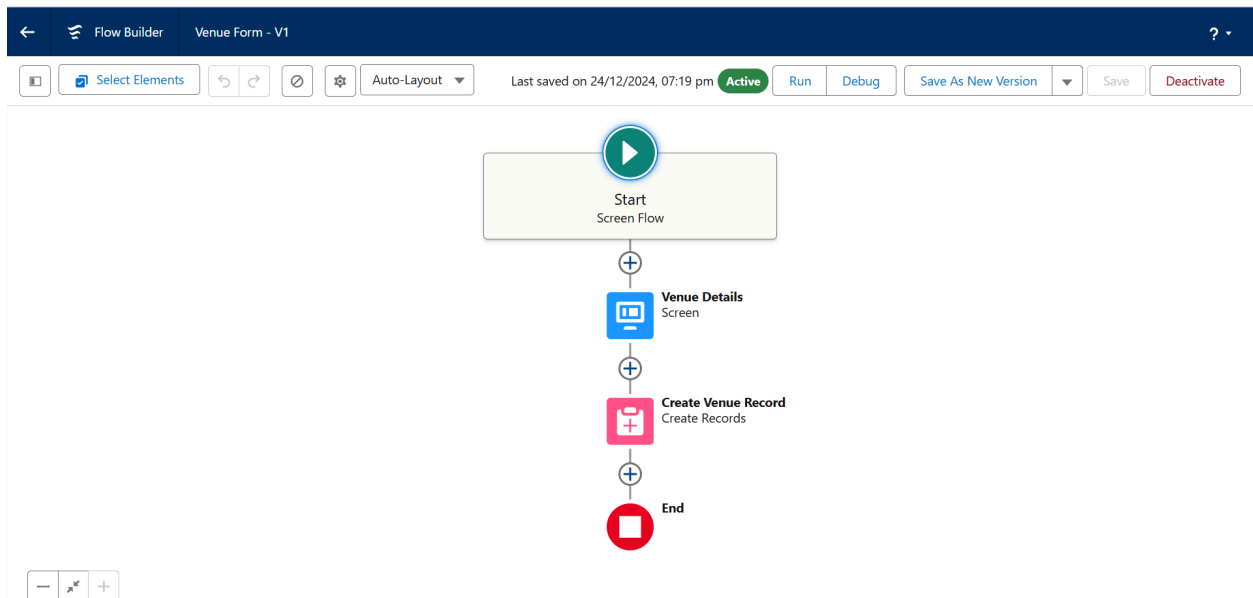 Flow Builder
Venue Form - V1
?
Select Elements
Auto-Layout
Last saved on 24/12/2024, 07:19 pm
Active
Run
Debug
Save As New Version
Save
Deactivate
Start
Screen Flow
Venue Details
Screen
Create Venue Record
Create Records
End